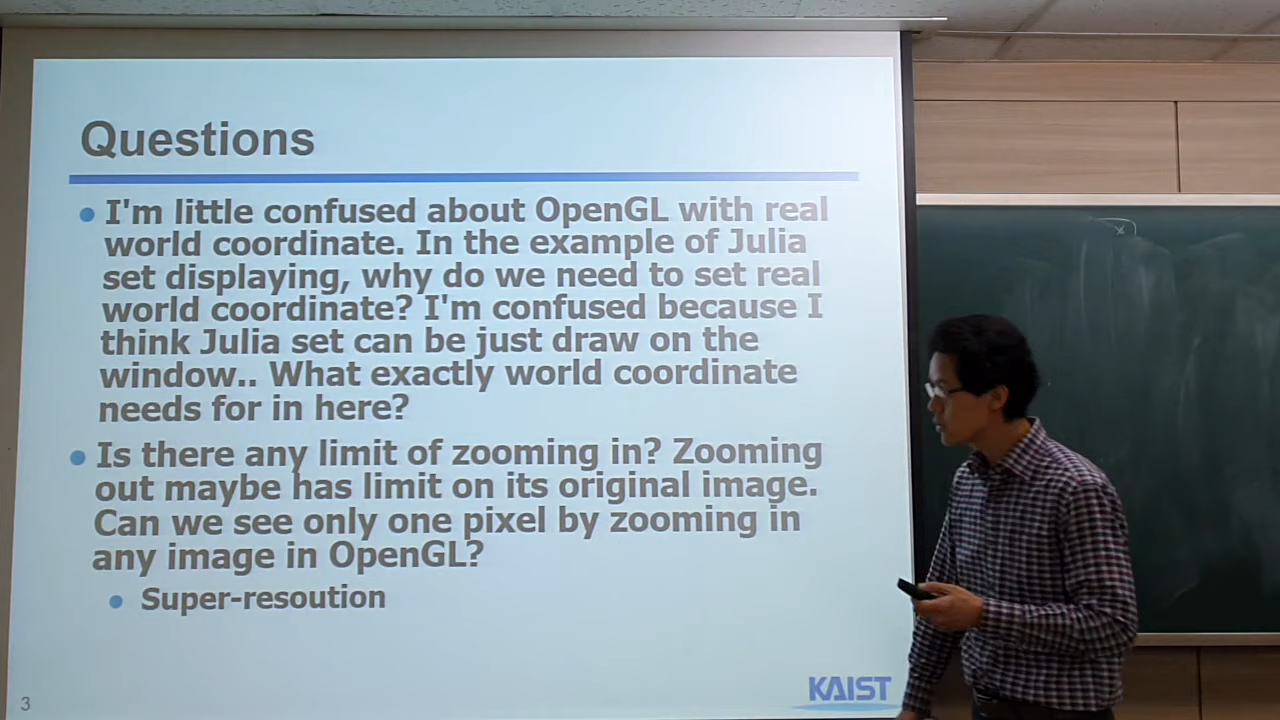 Questions
I'm little confused about OpenGL with real
world coordinate. In the example of Julia
set displaying, why do we need to set real
world coordinate? I'm confused because I
think Julia set can be just draw on the
window.. What exactly world coordinate
needs for in here?
Is there any limit of zooming in? Zooming
out maybe has limit on its original image.
Can we see only one pixel by zooming in
any image in OpenGL?
Super-resoution
3
KAIST